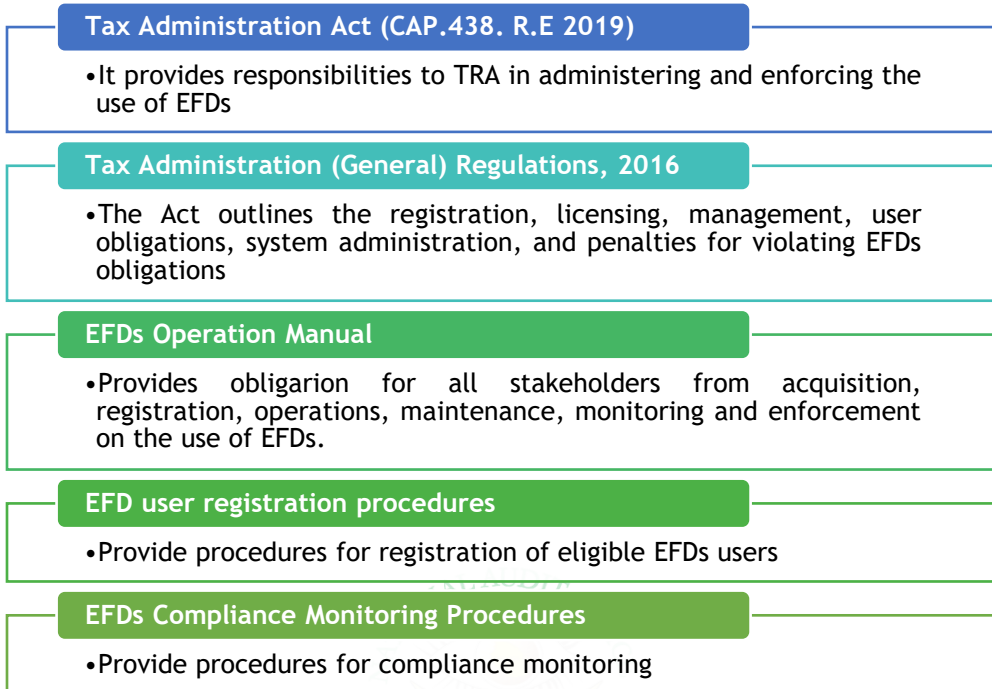 Tax Administration Act (CAP.438. R.E 2019)
•It provides responsibilities to TRA in administering and enforcing the
use of EFDs
Tax Administration (General) Regulations, 2016
•The Act outlines the registration, licensing, management, user
obligations, system administration, and penalties for violating EFDs
obligations
EFDs Operation Manual
•Provides obligarion for all stakeholders from acquisition,
registration, operations, maintenance, monitoring and enforcement
on the use of EFDs.
EFD user registration procedures
•Provide procedures for registration of eligible EFDs users
EFDs Compliance Monitoring Procedures
•Provide procedures for compliance monitoring